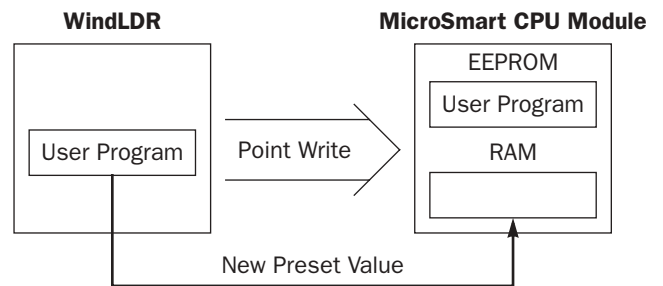 WindLDR
MicroSmart CPU Module
EEPROM
User Program
User Program
Point Write
RAM
New Preset Value